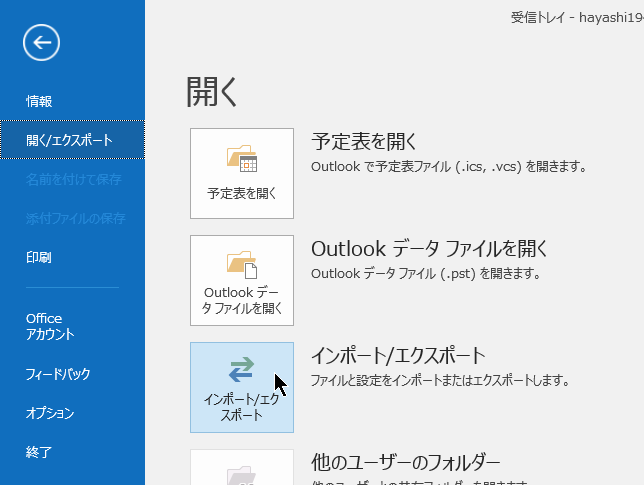 受信トレイ - hayashi19
情報
開く/エクスポート
名前を付けて保存
添付ファイルの保存
印刷
Office
アカウント
フィードバック
オプション
終了
開く
予定表を開く
予定表を開く
Outlook で予定表ファイル (.ics, .vcs) を開きます。
Outlook デー
タ ファイルを開く
Outlook データ ファイルを開く
Outlook データ ファイル (.pst) を開きます。
インポート/エク
スポート
インポート/エクスポート
ファイルと設定をインポートまたはエクスポートします。
他のユーザーのフォルダー